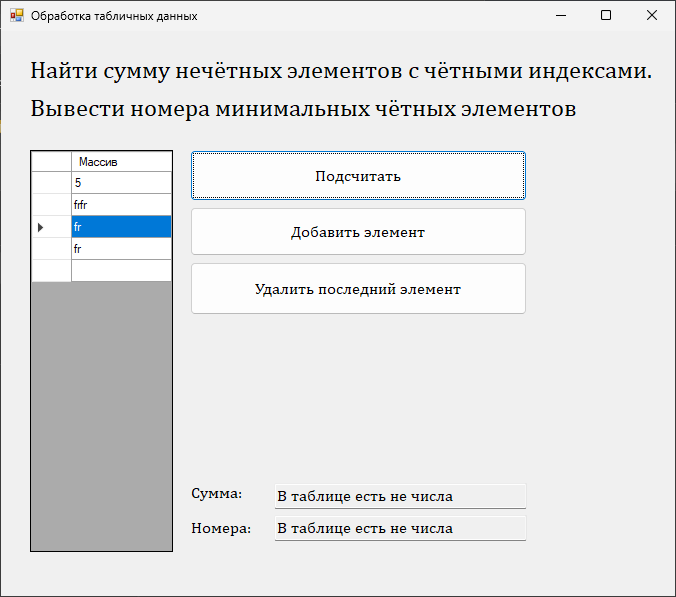 Обработка табличных данных
Найти сумму нечётных элементов с чётными индексами.
Вывести номера минимальных чётных элементов
Массив
5
frfr
fr
fr
Подсчитать
Добавить элемент
Удалить последний элемент
Сумма: В таблице есть не числа
Номера: В таблице есть не числа